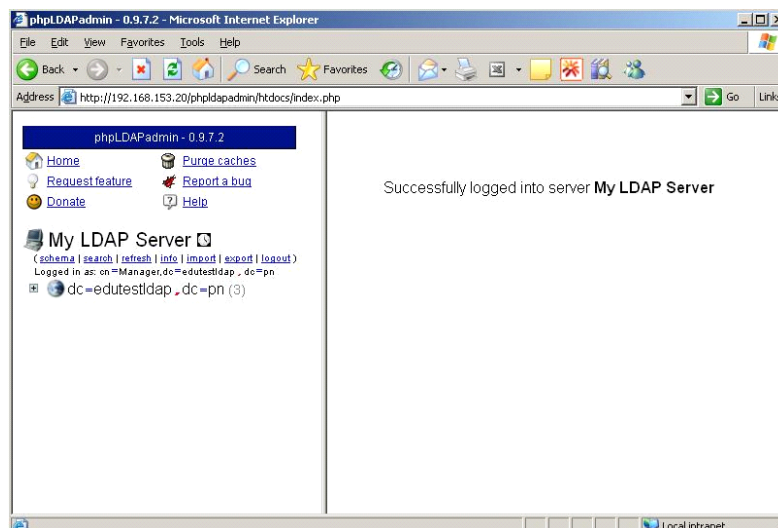 phpLDAPadmin - 0.9.7.2 - Microsoft Internet Explorer
File Edit View Favorites Tools Help
Back Search Favorites
Address http://192.168.153.20/phpldapadmin/htdocs/index.php Go Links
phpLDAPadmin - 0.9.7.2
Home Purge caches
Request feature Report a bug
Donate Help
My LDAP Server
( schema | search | refresh | info | import | export | logout )
Logged in as: cn=Manager,dc=edutestldap , dc=pn
dc=edutestldap , dc=pn (3)
Successfully logged into server My LDAP Server
Local intranet